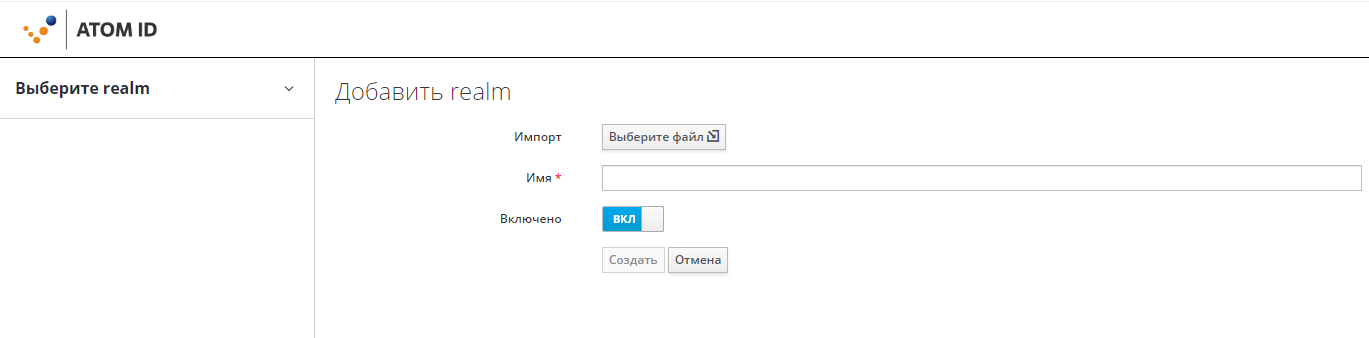 ATOM ID
Выберите realm
Добавить realm
Импорт
Выберите файл
Имя *
Включено
ВКЛ
Создать Отмена